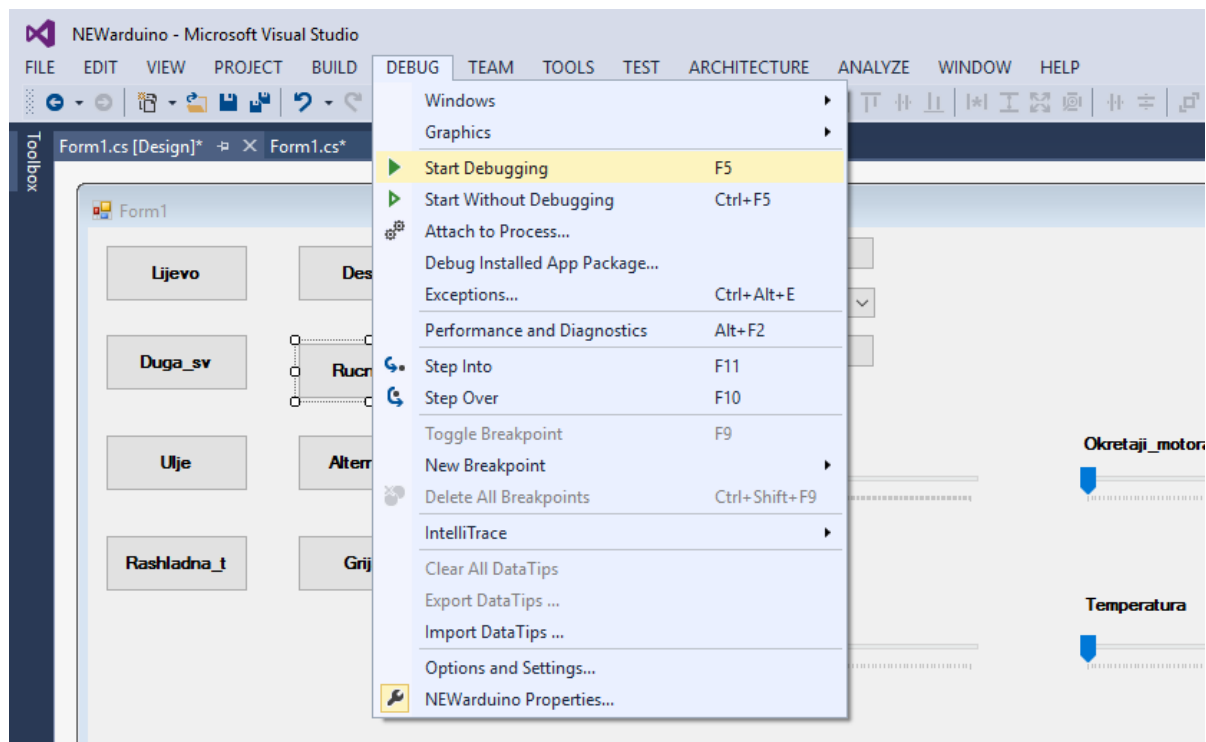 NEWarduino - Microsoft Visual Studio
FILE EDIT VIEW PROJECT BUILD DEBUG TEAM TOOLS TEST ARCHITECTURE ANALYZE WINDOW HELP
Toolbox
Form1.cs [Design]* Form1.cs*
Form1
Lijevo
Des
Duga_sv
Rucn
Ulje
Altern
Rashladna_t
Grij
Windows
Graphics
Start Debugging F5
Start Without Debugging Ctrl+F5
Attach to Process...
Debug Installed App Package...
Exceptions... Ctrl+Alt+E
Performance and Diagnostics Alt+F2
Step Into F11
Step Over F10
Toggle Breakpoint F9
New Breakpoint
Delete All Breakpoints Ctrl+Shift+F9
IntelliTrace
Clear All DataTips
Export DataTips ...
Import DataTips ...
Options and Settings...
NEWarduino Properties...
Okretaji_motora
Temperatura